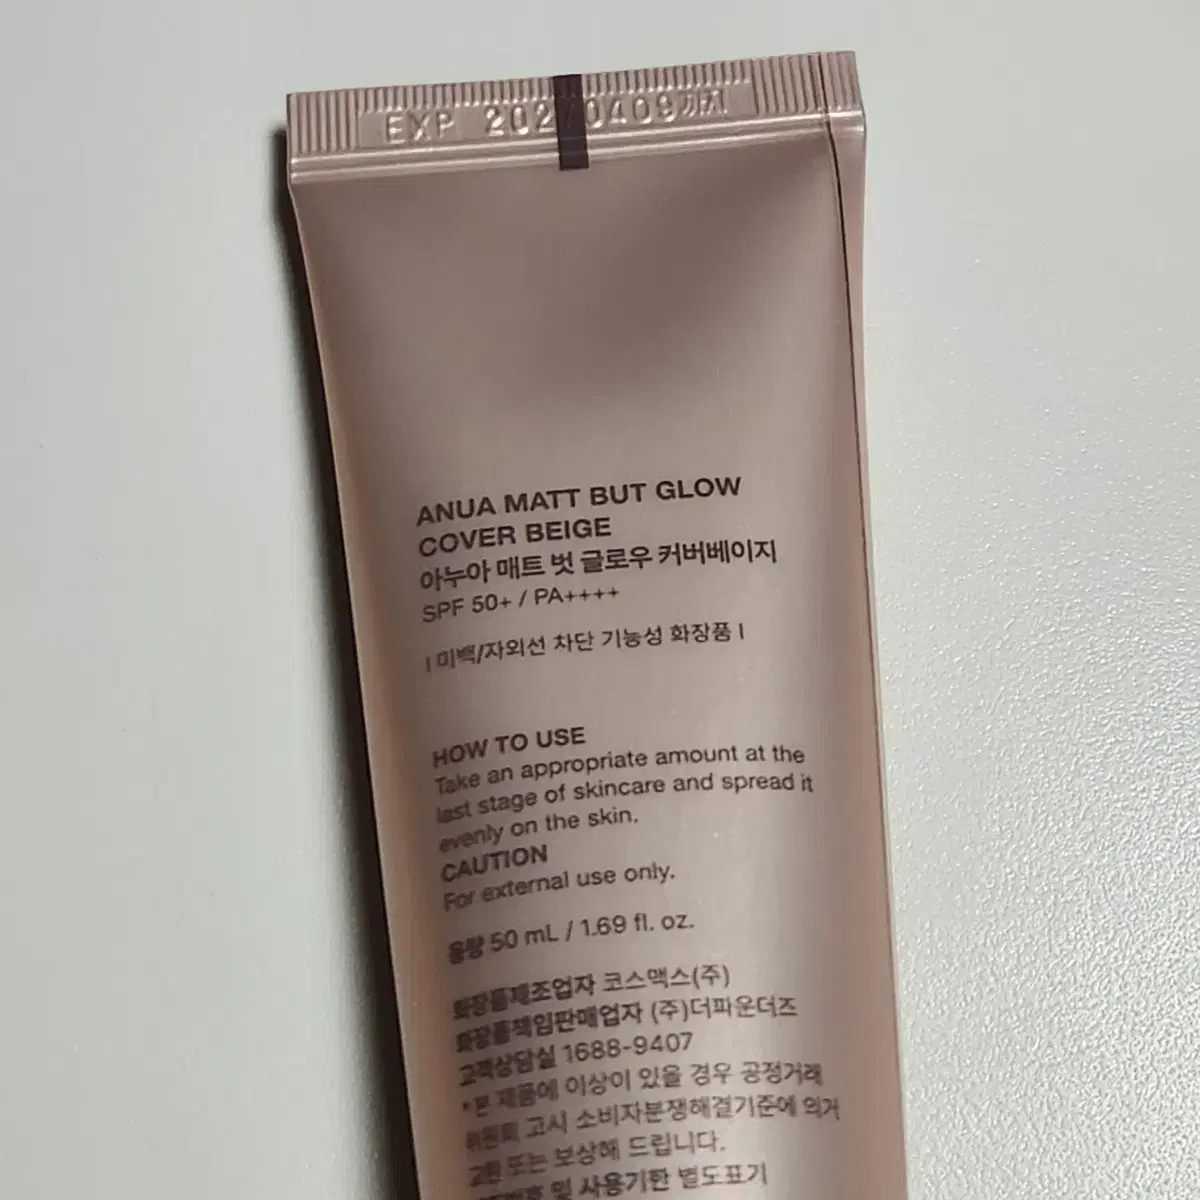 EXP 20270409까지
ANUA MATT BUT GLOW
COVER BEIGE
아누아 매트 벗 글로우 커버베이지
SPF 50+ / PA++++
| 미백/자외선 차단 기능성 화장품 |
HOW TO USE
Take an appropriate amount at the
last stage of skincare and spread it
evenly on the skin.
CAUTION
For external use only.
용량 50 mL / 1.69 fl. oz.
화장품제조업자 코스맥스(주)
화장품책임판매업자 (주)더파운더즈
고객상담실 1688-9407
*본 제품에 이상이 있을 경우 공정거래
위원회 고시 소비자분쟁해결기준에 의거
교환 또는 보상해 드립니다.
및 사용기한 별도표기